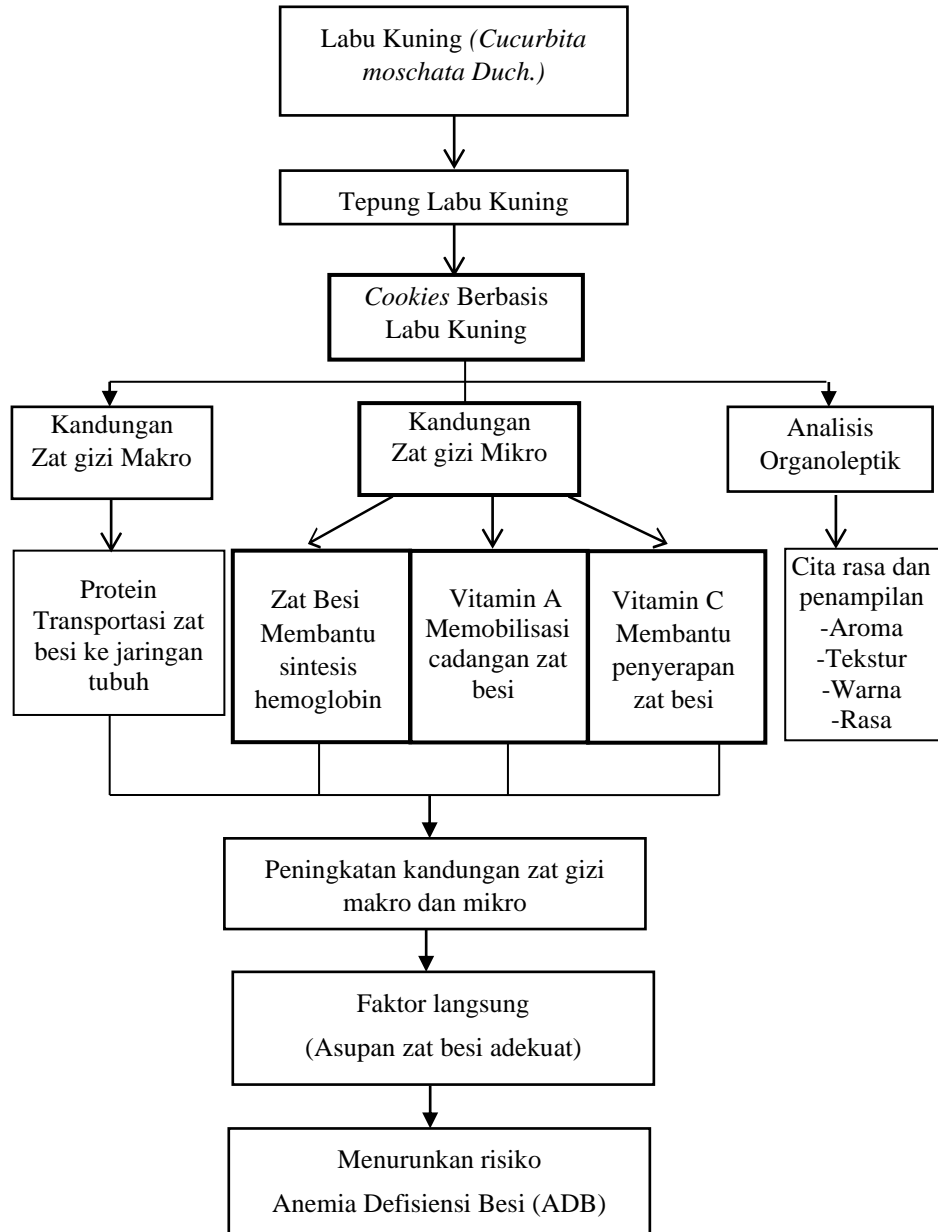 Labu Kuning (Cucurbita
moschata Duch.)
Tepung Labu Kuning
Cookies Berbasis
Labu Kuning
Kandungan
Zat gizi Makro
Kandungan
Zat gizi Mikro
Analisis
Organoleptik
Protein
Transportasi zat
besi ke jaringan
tubuh
Zat Besi
Membantu
sintesis
hemoglobin
Vitamin A
Memobilisasi
cadangan zat
besi
Vitamin C
Membantu
penyerapan
zat besi
Cita rasa dan
penampilan
-Aroma
-Tekstur
-Warna
-Rasa
Peningkatan kandungan zat gizi
makro dan mikro
Faktor langsung
(Asupan zat besi adekuat)
Menurunkan risiko
Anemia Defisiensi Besi (ADB)